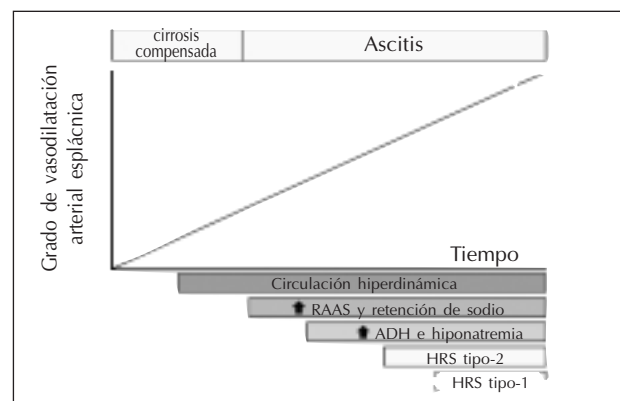 cirrosis
compensada
Ascitis
Grado de vasodilatación
arterial esplácnica
Tiempo
Circulación hiperdinámica
RAAS y retención de sodio
ADH e hiponatremia
HRS tipo-2
HRS tipo-1